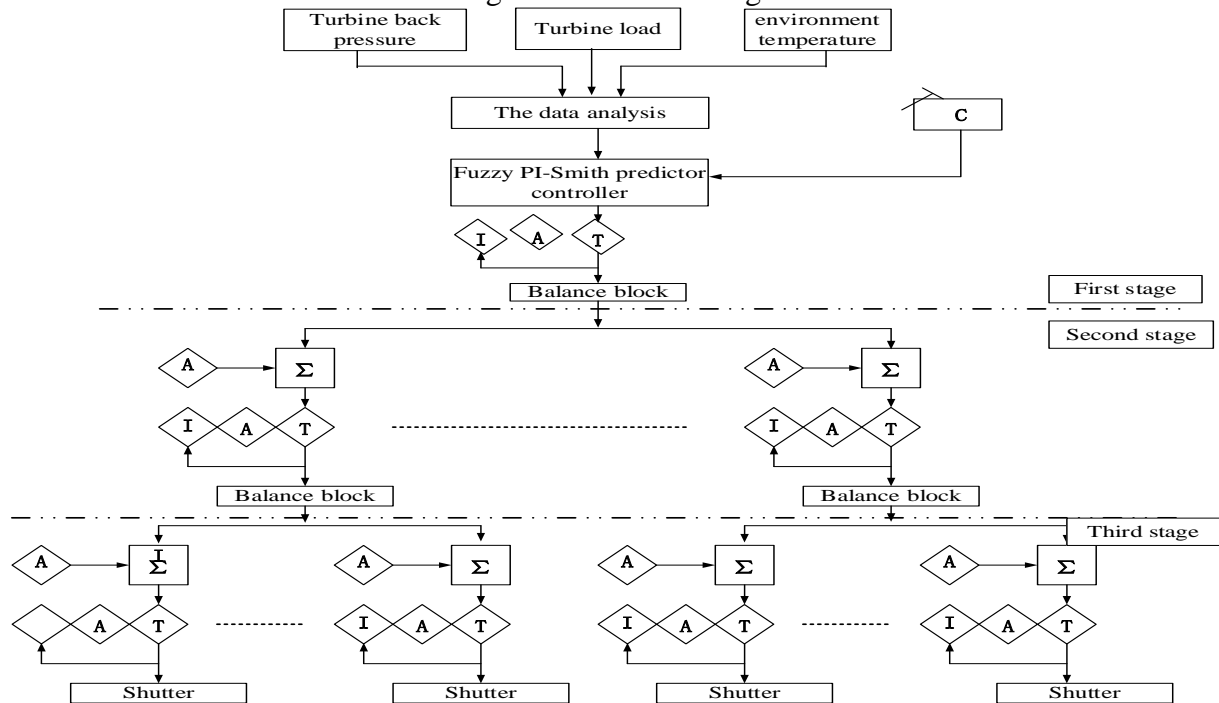 Turbine back
pressure
Turbine load
environment
temperature
The data analysis
C
Fuzzy PI-Smith predictor
controller
I A T
Balance block
First stage
Second stage
A Σ
A Σ
I A T
I A T
Balance block
Balance block
Third stage
A I Σ
A Σ
A Σ
A Σ
A T
I A T
I A T
I A T
Shutter
Shutter
Shutter
Shutter